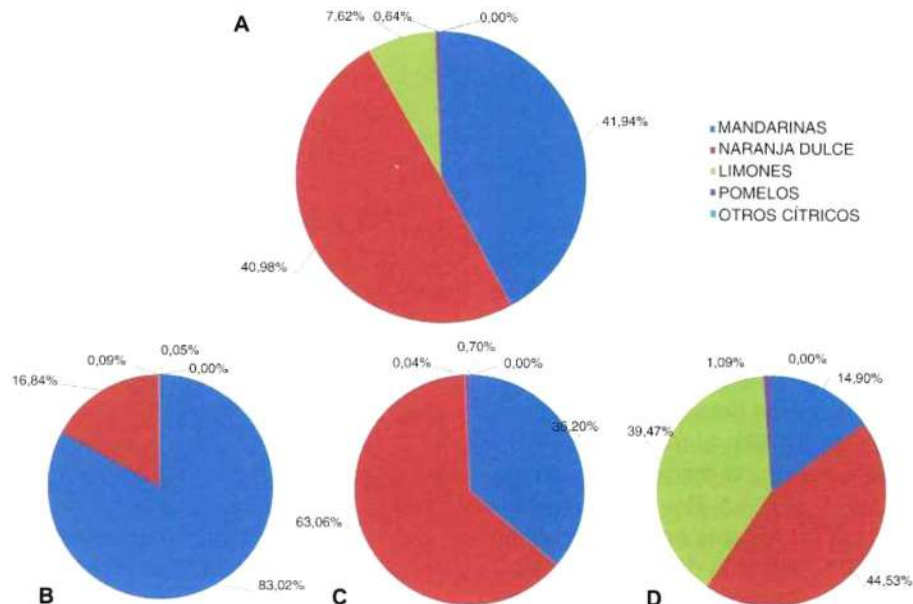 A
7,62%
0,64%
0,00%
41,94%
40,98%
MANDARINAS
NARANJA DULCE
LIMONES
POMELOS
OTROS CÍTRICOS
0,05%
0,09%
0,00%
16,84%
83,02%
B
0,70%
0,04%
0,00%
36,20%
63,06%
C
1,09%
0,00%
14,90%
39,47%
44,53%
D